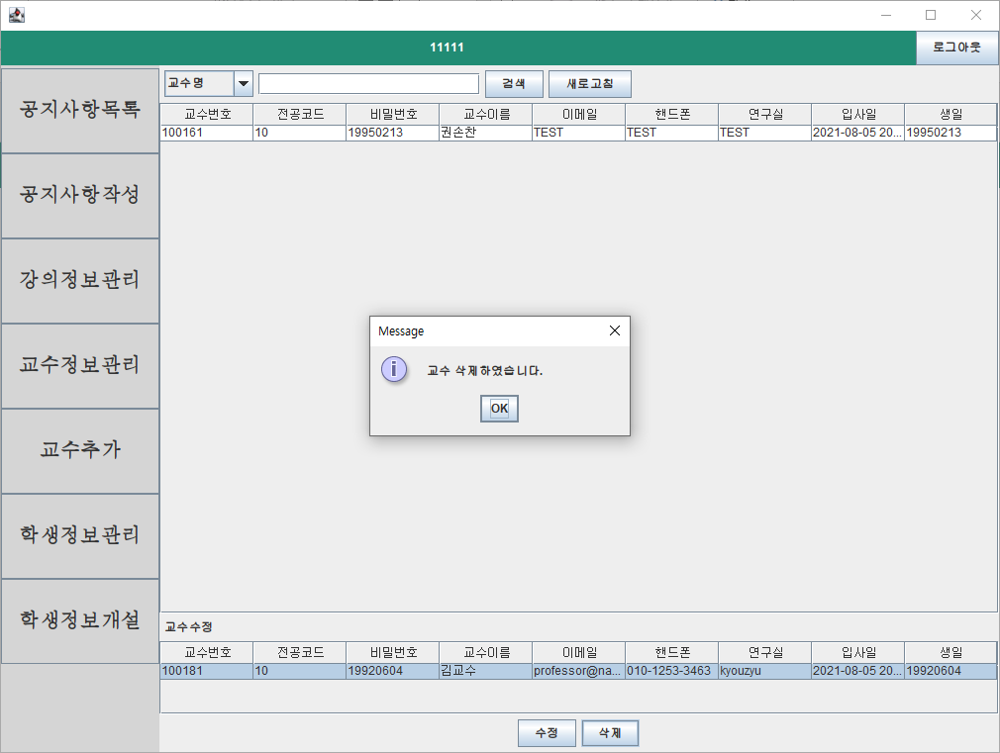 11111
로그아웃
공지사항목록
공지사항작성
강의정보관리
교수정보관리
교수추가
학생정보관리
학생정보개설
교수명 검색 새로고침
교수번호 전공코드 비밀번호 교수이름 이메일 핸드폰 연구실 입사일 생일
100161 10 19950213 권손찬 TEST TEST TEST 2021-08-05 20... 19950213
Message
교수 삭제하였습니다.
OK
교수수정
교수번호 전공코드 비밀번호 교수이름 이메일 핸드폰 연구실 입사일 생일
100181 10 19920604 김교수 professor@na... 010-1253-3463 kyouzyu 2021-08-05 20... 19920604
수정 삭제